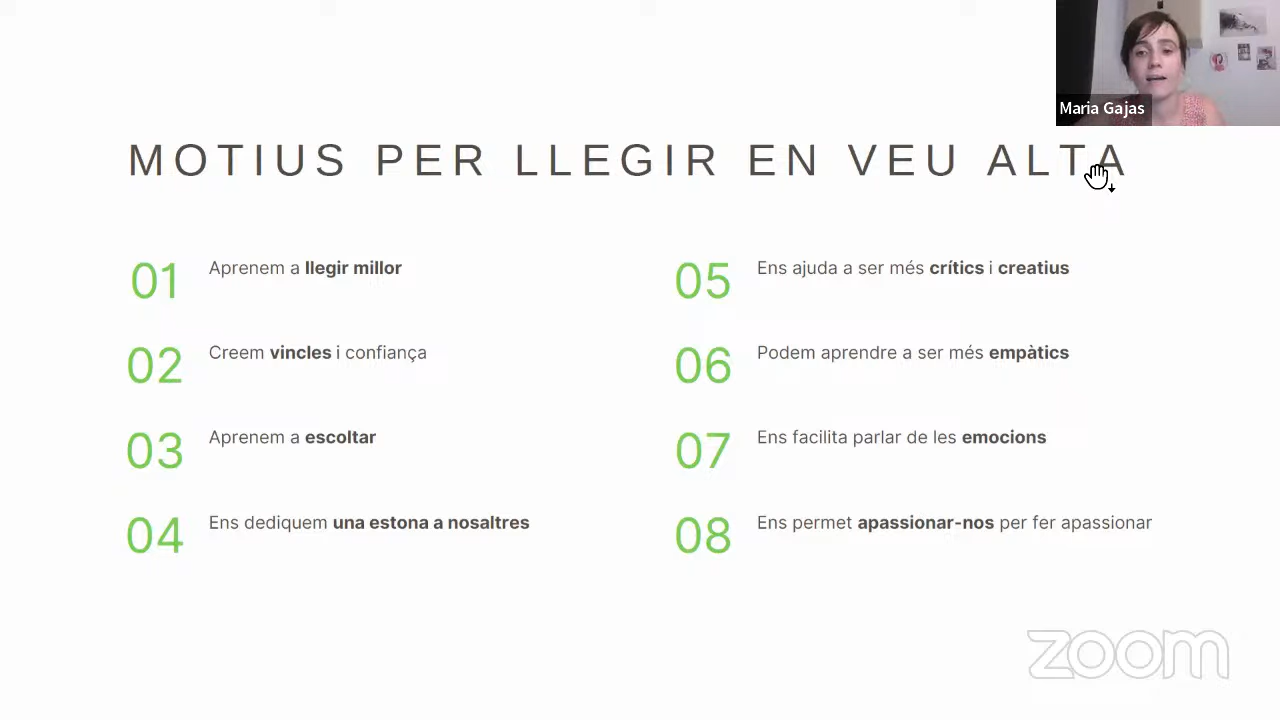 Maria Gajas
MOTIUS PER LLEGIR EN VEU ALTA
01
Aprenem a llegir millor
02
Creem vincles i confiança
03
Aprenem a escoltar
04
Ens dediquem una estona a nosaltres
05
Ens ajuda a ser més crítics i creatius
06
Podem aprendre a ser més empàtics
07
Ens facilita parlar de les emocions
08
Ens permet apassionar-nos per fer apassionar
zoom